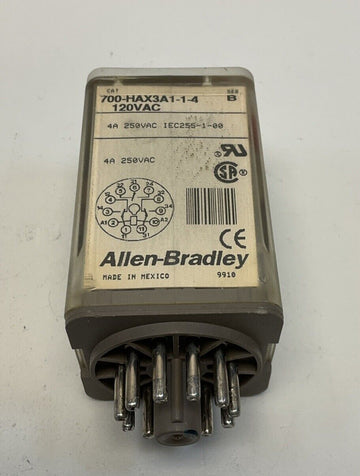 CAT SER
700-HAX3A1-1-4 B
120VAC
4A 250VAC IEC255-1-00
4A 250VAC
Allen-Bradley
MADE IN MEXICO 9910